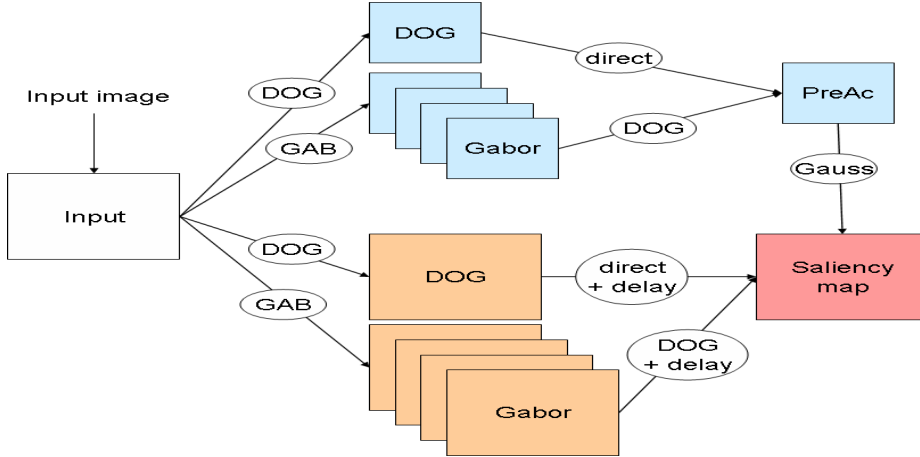 DOG
direct
DOG
Input image
PreAc
GAB
DOG
Gabor
Gauss
Input
DOG
DOG
direct
+ delay
Saliency
map
GAB
DOG
+ delay
Gabor